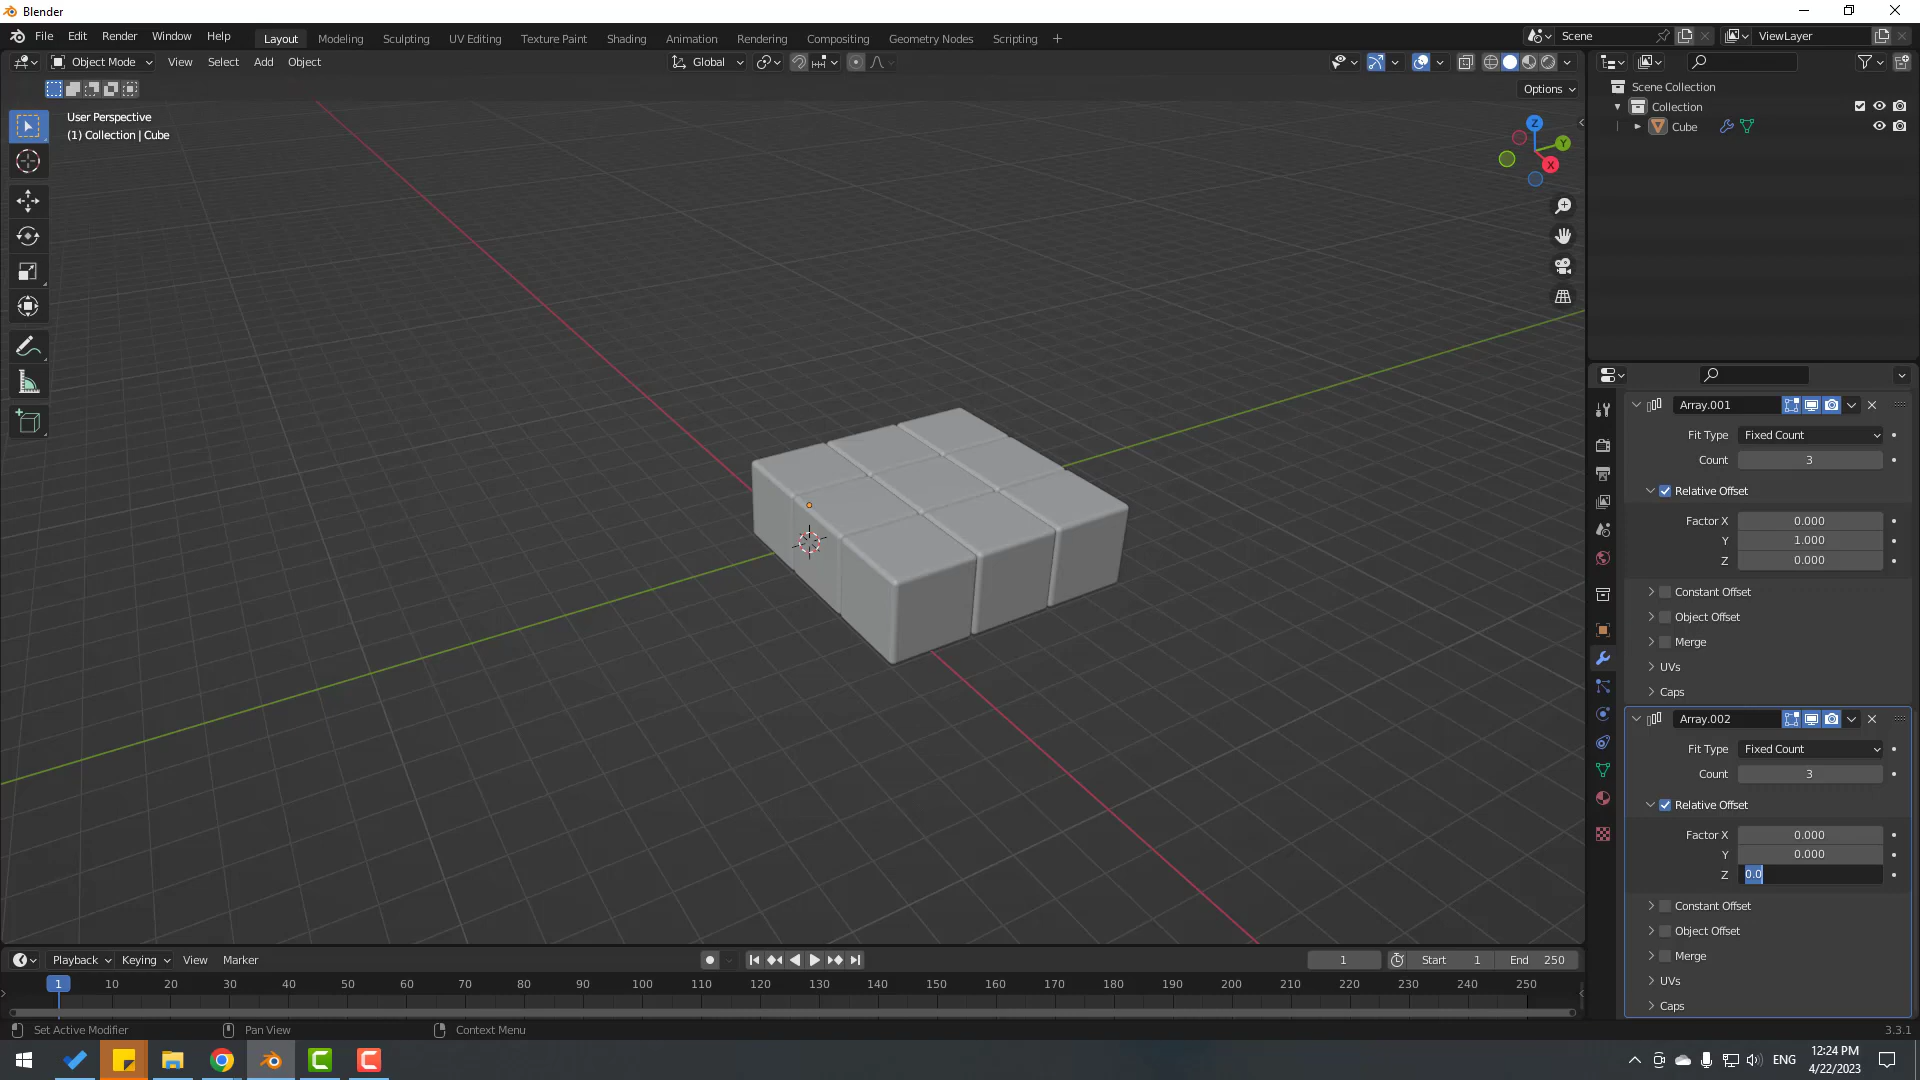 Blender
File Edit Render Window Help
Layout Modeling Sculpting UV Editing Texture Paint Shading Animation Rendering Compositing Geometry Nodes Scripting
Scene
ViewLayer
Object Mode View Select Add Object
Global
Options
User Perspective
(1) Collection | Cube
Z
Y
X
Scene Collection
Collection
Cube
Array.001
Fit Type Fixed Count
Count 3
Relative Offset
Factor X 0.000
Y 1.000
Z 0.000
Constant Offset
Object Offset
Merge
UVs
Caps
Array.002
Fit Type Fixed Count
Count 3
Relative Offset
Factor X 0.000
Y 0.000
Z 0.0
Constant Offset
Object Offset
Merge
UVs
Caps
Playback Keying View Marker
1 Start 1 End 250
1 10 20 30 40 50 60 70 80 90 100 110 120 130 140 150 160 170 180 190 200 210 220 230 240 250
Set Active Modifier Pan View Context Menu
3.3.1
ENG
12:24 PM
4/22/2023